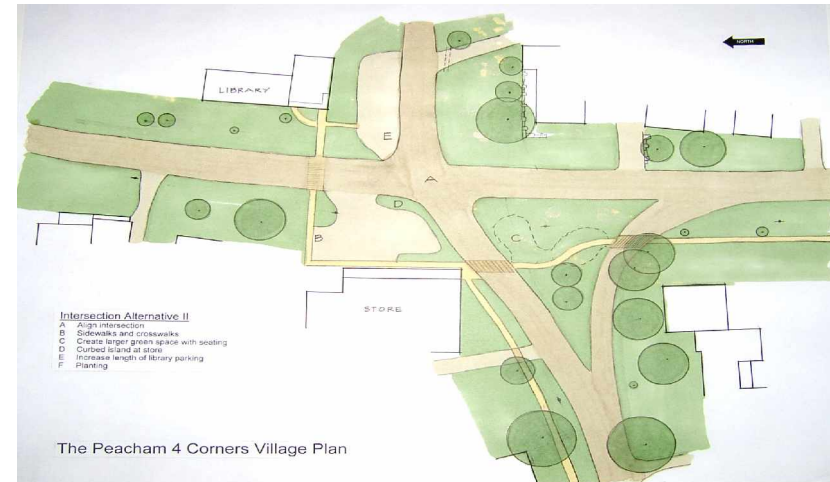 NORTH
LIBRARY
E
A
D
B
C
STORE
Intersection Alternative II
A Align intersection
B Sidewalks and crosswalks
C Create larger green space with seating
D Curbed island at store
E Increase length of library parking
F Planting
The Peacham 4 Corners Village Plan